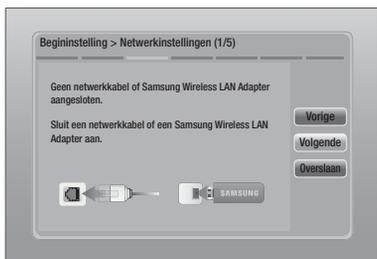 Begininstelling > Netwerkinstellingen (1/5)
Geen netwerkkabel of Samsung Wireless LAN Adapter
aangesloten.
Sluit een netwerkkabel of een Samsung Wireless LAN
Adapter aan.
Vorige
Volgende
Overslaan
SAMSUNG